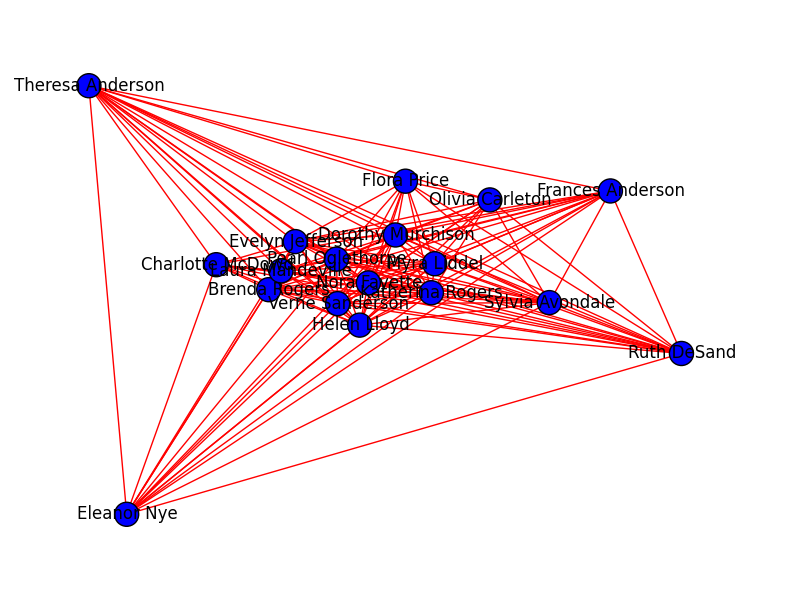 Theresa Anderson
Flora Price
Frances Anderson
Olivia Carleton
Dorothy Murchison
Evelyn Jefferson
Pearl Oglethorpe
Myra Liddel
Charlotte McDowd
Laura Mandeville
Nora Fayette
Brenda Rogers
Katherina Rogers
Verne Sanderson
Sylvia Avondale
Helen Lloyd
Ruth DeSand
Eleanor Nye